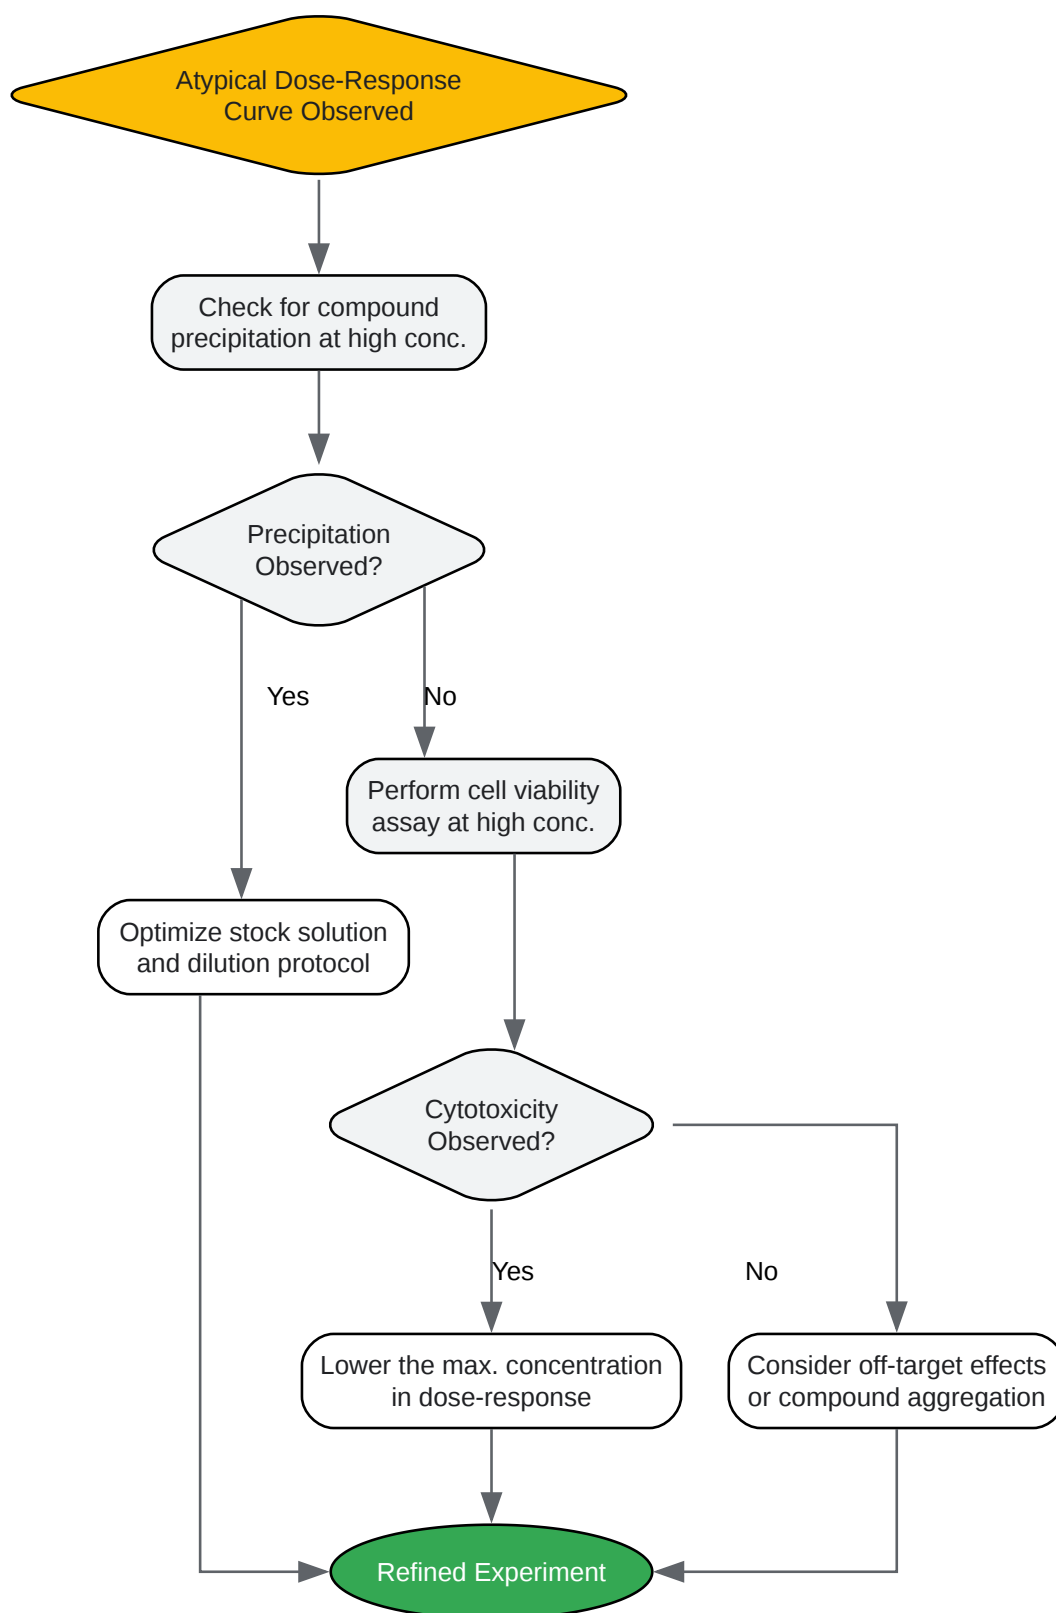 Atypical Dose-Response
Curve Observed
Check for compound
precipitation at high conc.
Precipitation
Observed?
Yes
No
Perform cell viability
assay at high conc.
Optimize stock solution
and dilution protocol
Cytotoxicity
Observed?
Yes
No
Lower the max. concentration
in dose-response
Consider off-target effects
or compound aggregation
Refined Experiment